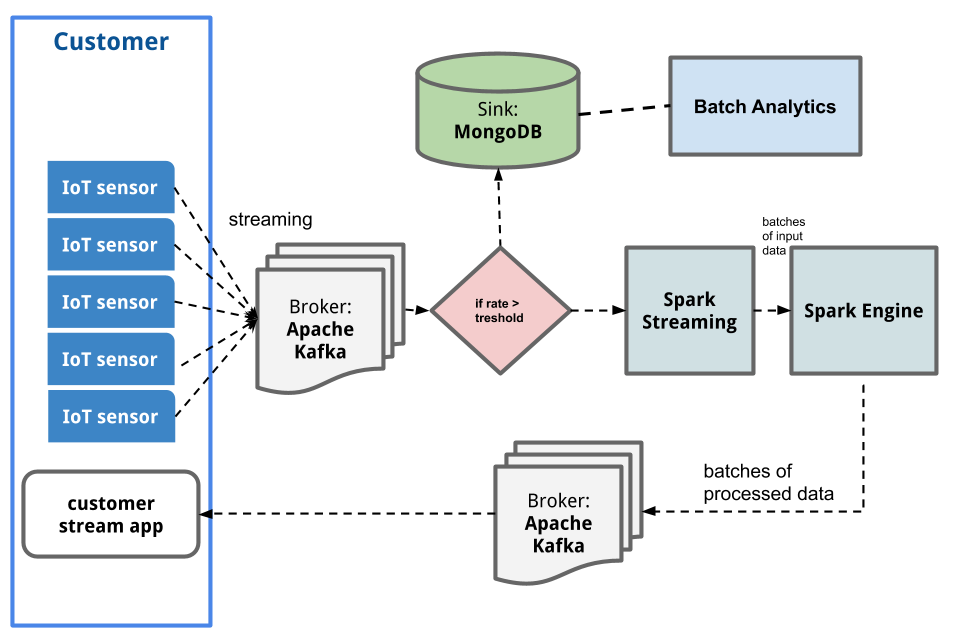 Customer
IoT sensor
IoT sensor
IoT sensor
IoT sensor
IoT sensor
customer
stream app
streaming
Broker:
Apache
Kafka
if rate >
treshold
Sink:
MongoDB
Batch Analytics
Spark
Streaming
batches
of input
data
Spark Engine
batches of
processed data
Broker:
Apache
Kafka